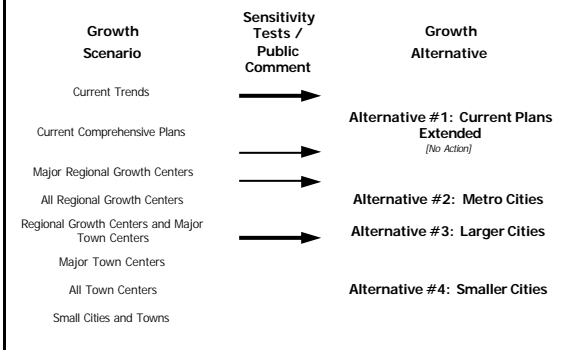 Growth
Scenario
Sensitivity
Tests /
Public
Comment
Growth
Alternative
Current Trends
Current Comprehensive Plans
Major Regional Growth Centers
All Regional Growth Centers
Regional Growth Centers and Major
Town Centers
Major Town Centers
All Town Centers
Small Cities and Towns
Alternative #1: Current Plans
Extended
[No Action]
Alternative #2: Metro Cities
Alternative #3: Larger Cities
Alternative #4: Smaller Cities